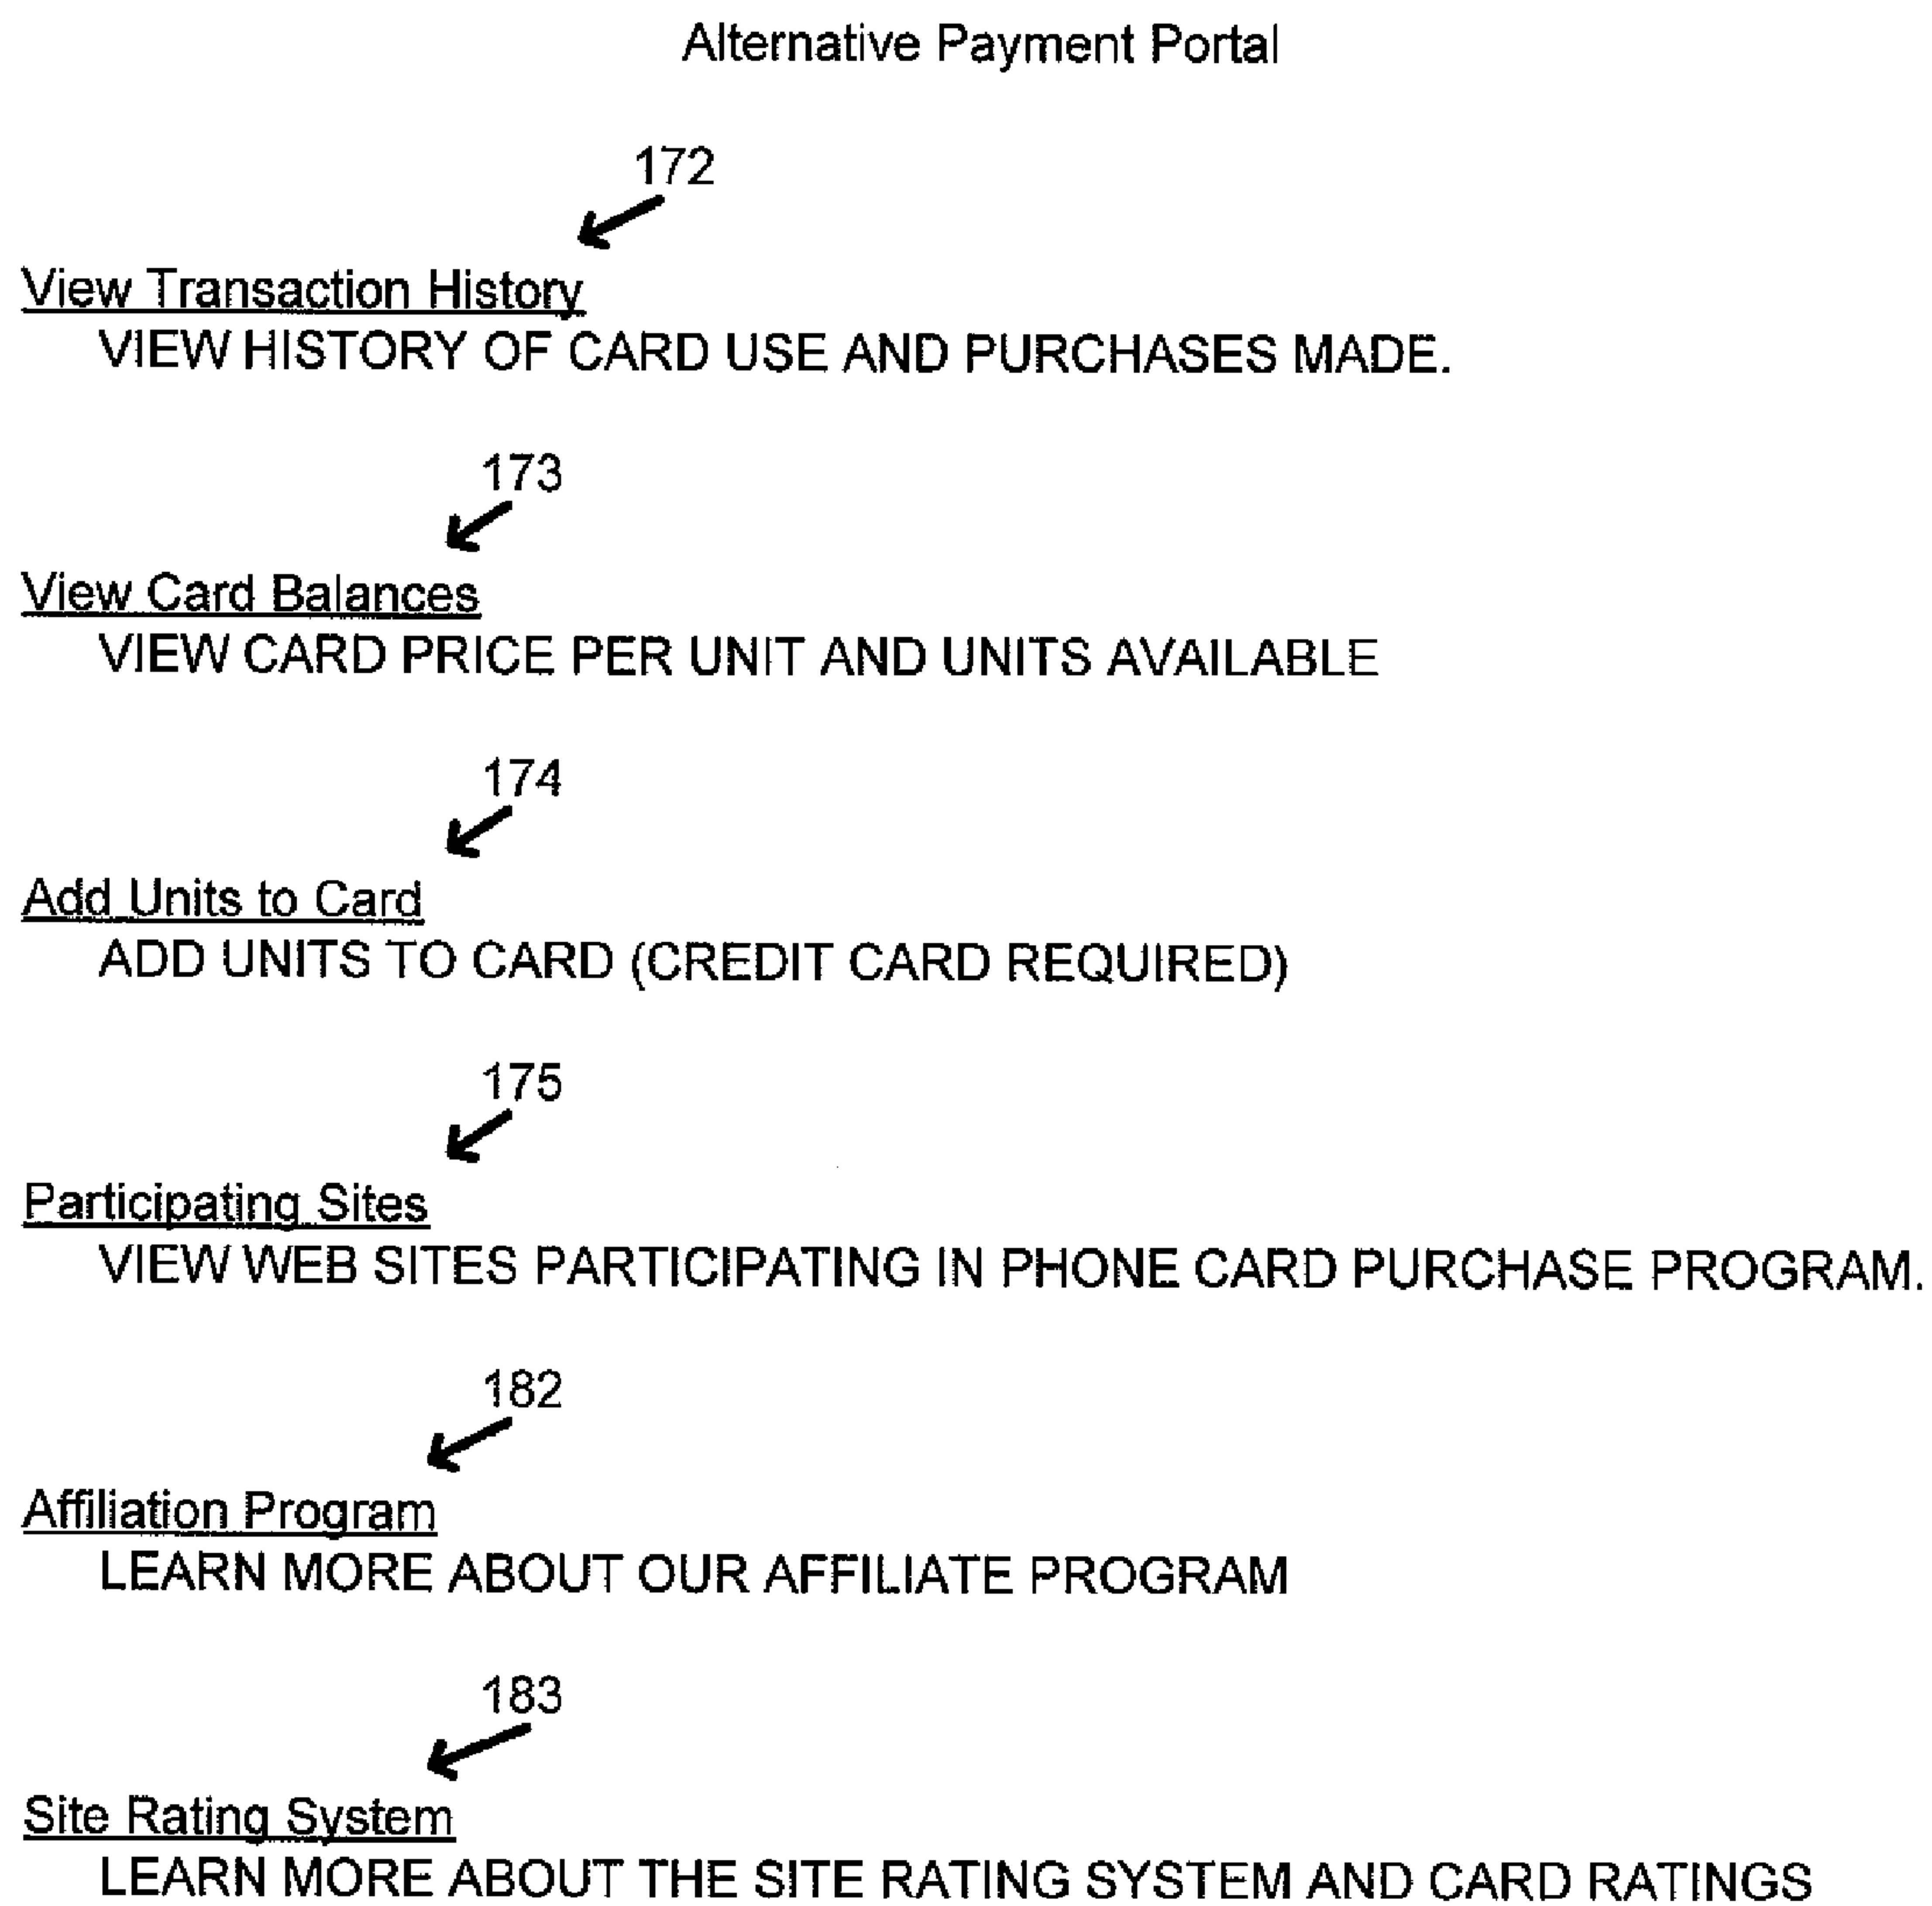 Alternative Payment Portal
172
View Transaction History
VIEW HISTORY OF CARD USE AND PURCHASES MADE.
173
View Card Balances
VIEW CARD PRICE PER UNIT AND UNITS AVAILABLE
174
Add Units to Card
ADD UNITS TO CARD (CREDIT CARD REQUIRED)
175
Participating Sites
VIEW WEB SITES PARTICIPATING IN PHONE CARD PURCHASE PROGRAM.
182
Affiliation Program
LEARN MORE ABOUT OUR AFFILIATE PROGRAM
183
Site Rating System
LEARN MORE ABOUT THE SITE RATING SYSTEM AND CARD RATINGS